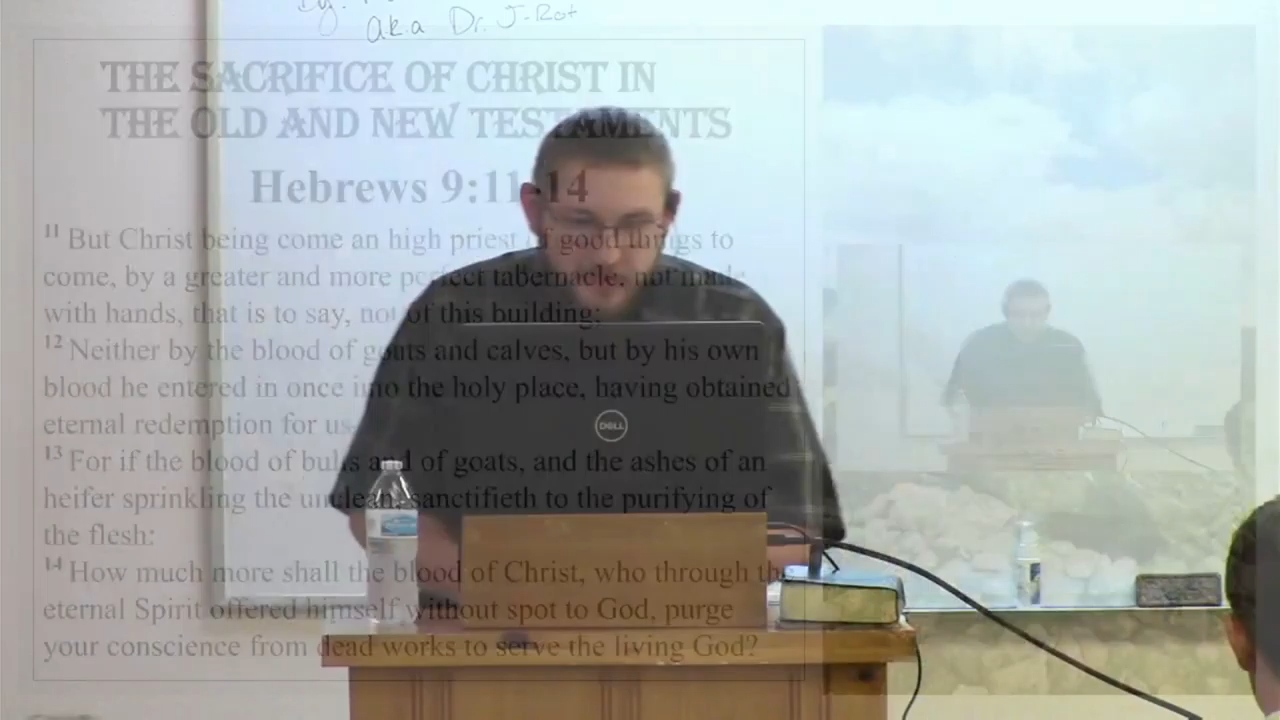 a.k.a Dr. J-Rot
THE SACRIFICE OF CHRIST IN
THE OLD AND NEW TESTAMENTS
Hebrews 9:11-14
11 But Christ being come an high priest of good things to
come, by a greater and more perfect tabernacle, not made
with hands, that is to say, not of this building;
12 Neither by the blood of goats and calves, but by his own
blood he entered in once into the holy place, having obtained
eternal redemption for us.
13 For if the blood of bulls and of goats, and the ashes of an
heifer sprinkling the unclean, sanctifieth to the purifying of
the flesh:
14 How much more shall the blood of Christ, who through the
eternal Spirit offered himself without spot to God, purge
your conscience from dead works to serve the living God?
DELL